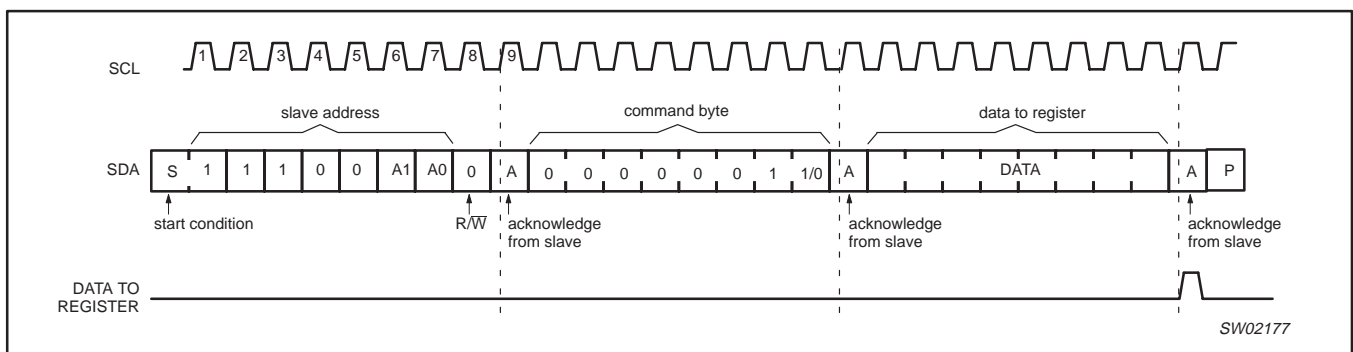 SCL 1 2 3 4 5 6 7 8 9
slave address command byte data to register
SDA S 1 1 1 0 0 A1 A0 0 A 0 0 0 0 0 0 1 1/0 A DATA A P
start condition R/W̅ acknowledge from slave acknowledge from slave acknowledge from slave
DATA TO
REGISTER
SW02177